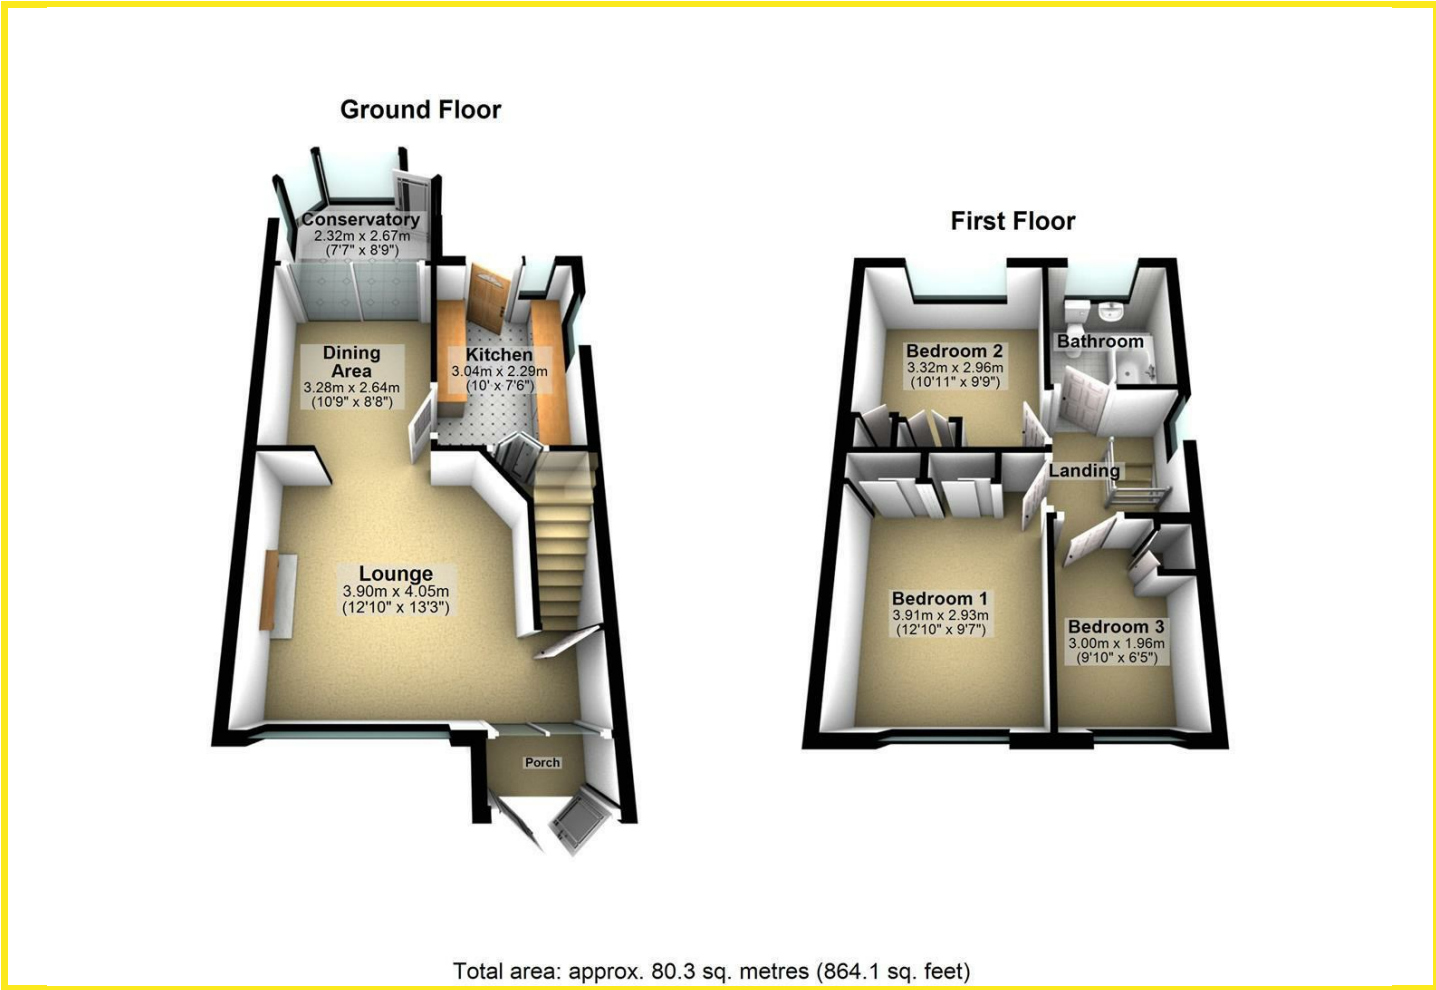 Ground Floor
Conservatory
2.32m x 2.67m
(7'7" x 8'9")
Dining
Area
3.28m x 2.64m
(10'9" x 8'8")
Kitchen
3.04m x 2.29m
(10' x 7'6")
Lounge
3.90m x 4.05m
(12'10" x 13'3")
Porch
First Floor
Bedroom 2
3.32m x 2.96m
(10'11" x 9'9")
Bathroom
Landing
Bedroom 1
3.91m x 2.93m
(12'10" x 9'7")
Bedroom 3
3.00m x 1.96m
(9'10" x 6'5")
Total area: approx. 80.3 sq. metres (864.1 sq. feet)